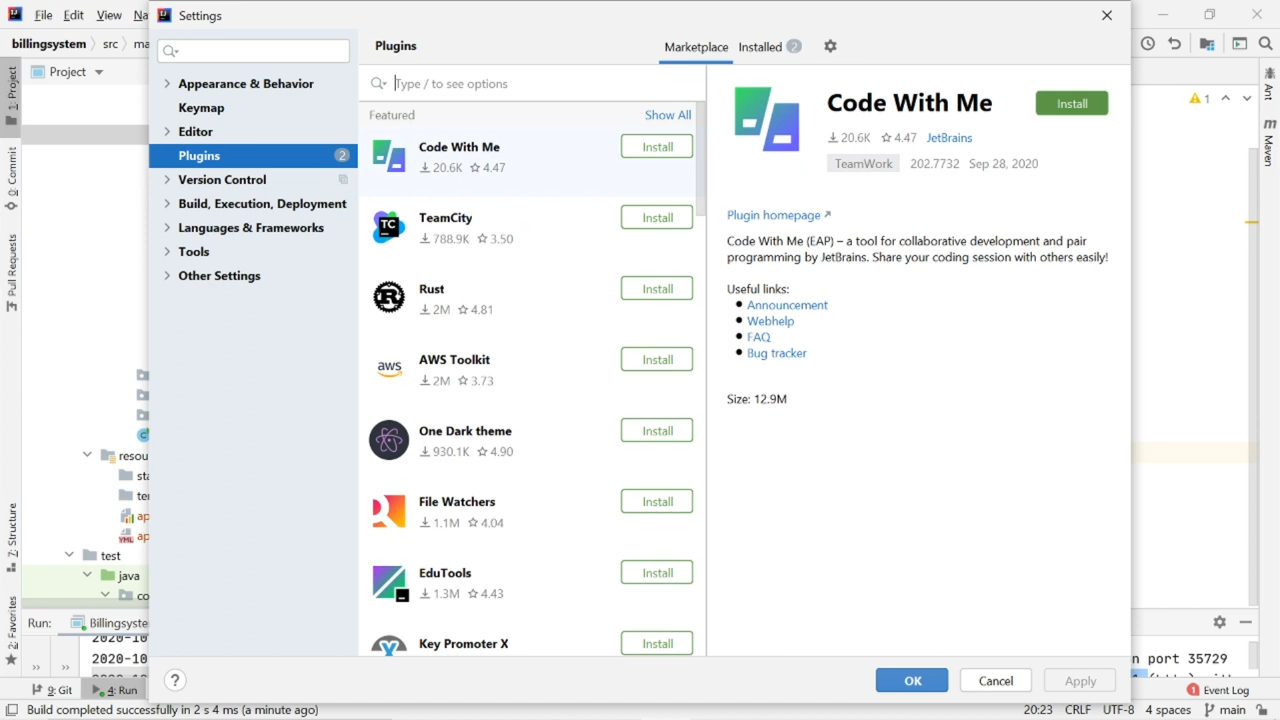 File Edit View Na
Settings
billingsystem src ma
Plugins
Marketplace Installed 2
1: Project
Project
Type / to see options
Appearance & Behavior
Keymap
Editor
Plugins 2
Version Control
Build, Execution, Deployment
Languages & Frameworks
Tools
Other Settings
Featured Show All
Code With Me Install
20.6K 4.47
TeamCity Install
788.9K 3.50
Rust Install
2M 4.81
AWS Toolkit Install
2M 3.73
One Dark theme Install
930.1K 4.90
File Watchers Install
1.1M 4.04
EduTools Install
1.3M 4.43
Key Promoter X Install
Code With Me Install
20.6K 4.47 JetBrains
TeamWork 202.7732 Sep 28, 2020
Plugin homepage
Code With Me (EAP) – a tool for collaborative development and pair
programming by JetBrains. Share your coding session with others easily!
Useful links:
Announcement
Webhelp
FAQ
Bug tracker
Size: 12.9M
1
Ant
Maven
0: Commit
Pull Requests
Z: Structure
2: Favorites
resou
sta
te
ap
ap
test
java
co
Run: Billingsyste
2020-10
2020-10
n port 35729
? OK Cancel Apply
9: Git 4: Run 1 Event Log
Build completed successfully in 2 s 4 ms (a minute ago) 20:23 CRLF UTF-8 4 spaces main